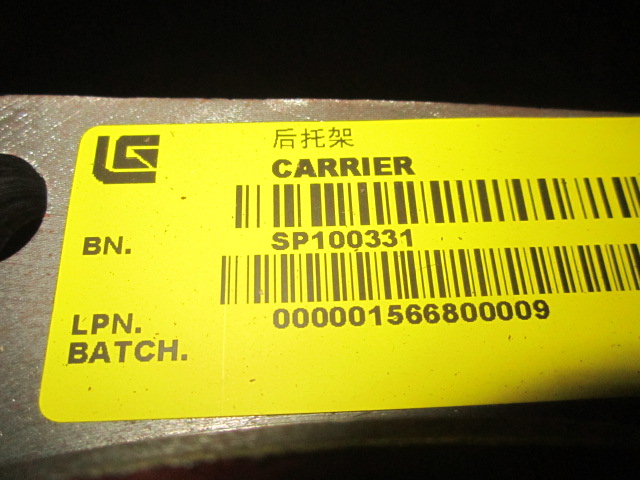 后托架
CARRIER
BN. SP100331
LPN. 000001566800009
BATCH.